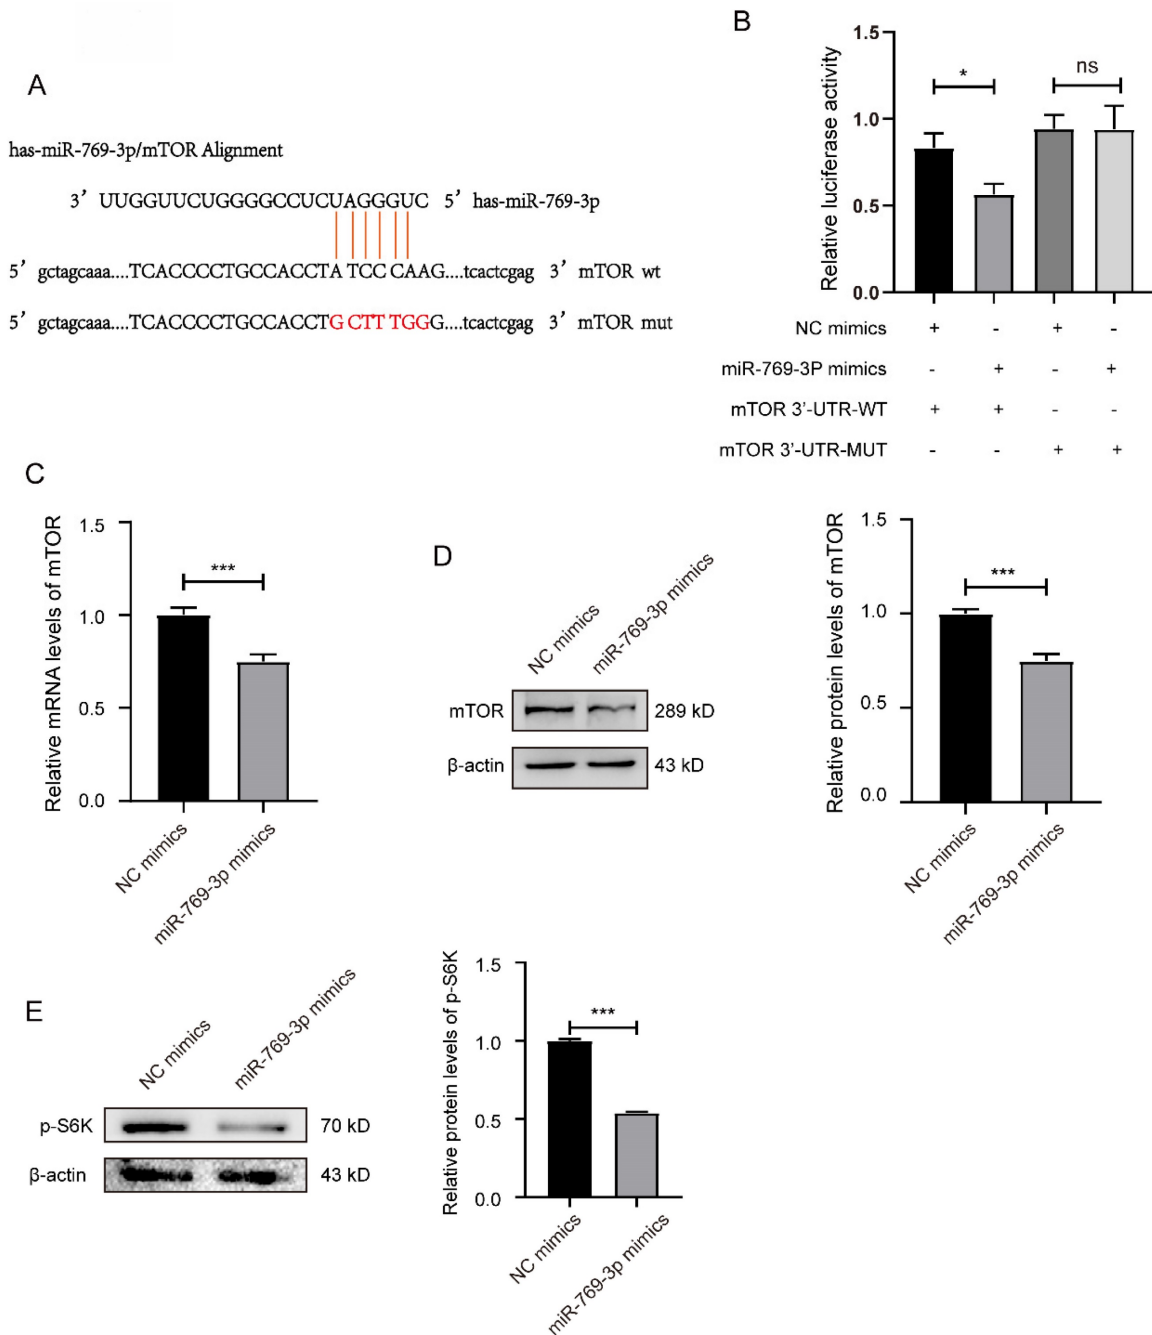 A
has-miR-769-3p/mTOR Alignment
3’ UUGGUUCUGGGGCCUCUAGGGUC 5’ has-miR-769-3p
5’ gctagcaaa....TCACCCCTGCCACCTA TCC CAAG....tcactcgag 3’ mTOR wt
5’ gctagcaaa....TCACCCCTGCCACCTG CTT TGGG....tcactcgag 3’ mTOR mut
B
Relative luciferase activity
1.5
1.0
0.5
0.0
*
ns
NC mimics + - + -
miR-769-3P mimics - + - +
mTOR 3’-UTR-WT + + - -
mTOR 3’-UTR-MUT - - + +
C
Relative mRNA levels of mTOR
1.5
1.0
0.5
0.0
***
NC mimics
miR-769-3p mimics
D
NC mimics
miR-769-3p mimics
mTOR 289 kD
β-actin 43 kD
Relative protein levels of mTOR
1.5
1.0
0.5
0.0
***
NC mimics
miR-769-3p mimics
E
NC mimics
miR-769-3p mimics
p-S6K 70 kD
β-actin 43 kD
Relative protein levels of p-S6K
1.5
1.0
0.5
0.0
***
NC mimics
miR-769-3p mimics